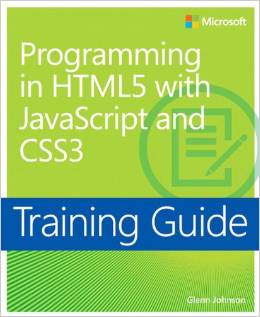 Microsoft
Programming
in HTML5 with
JavaScript and
CSS3
Training Guide
Glenn Johnson